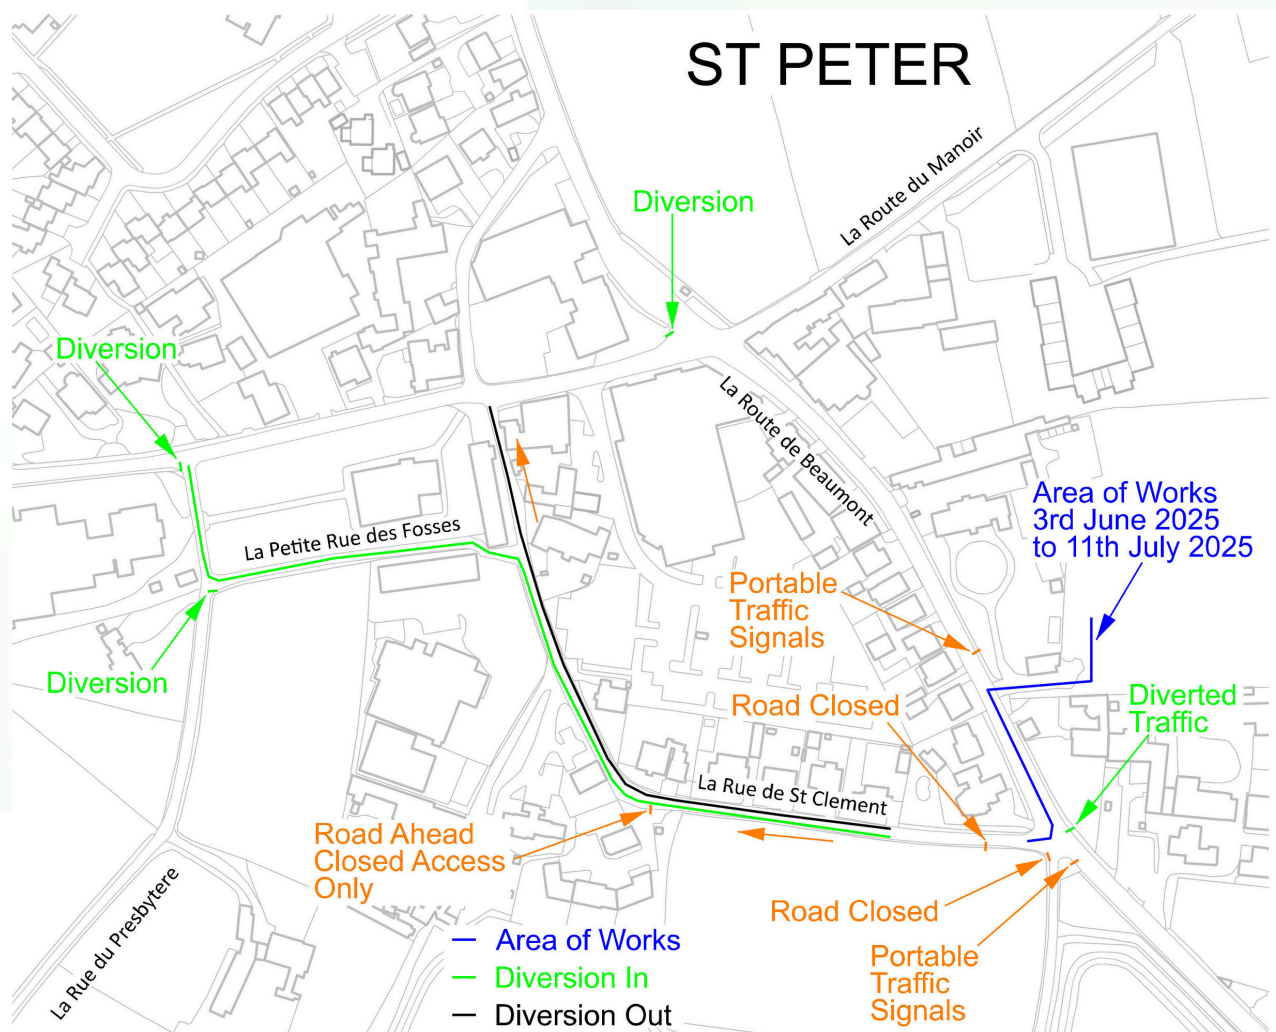 ST PETER
La Route du Manoir
Diversion
Diversion
La Route de Beaumont
Area of Works
3rd June 2025
to 11th July 2025
La Petite Rue des Fosses
Portable
Traffic
Signals
Diversion
Road Closed
Diverted
Traffic
La Rue de St Clement
Road Ahead
Closed Access
Only
La Rue du Presbytere
Road Closed
Portable
Traffic
Signals
Area of Works
Diversion In
Diversion Out